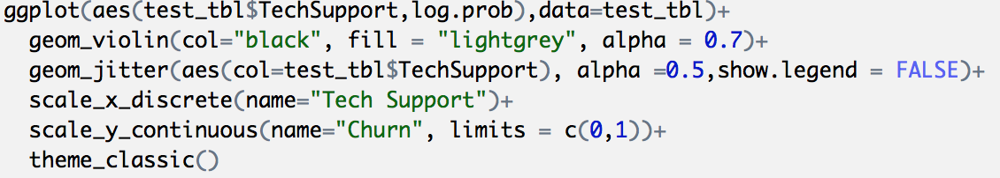 ggplot(aes(test_tbl$TechSupport,log.prob),data=test_tbl)+
  geom_violin(col="black", fill = "lightgrey", alpha = 0.7)+
  geom_jitter(aes(col=test_tbl$TechSupport), alpha =0.5,show.legend = FALSE)+
  scale_x_discrete(name="Tech Support")+
  scale_y_continuous(name="Churn", limits = c(0,1))+
  theme_classic()